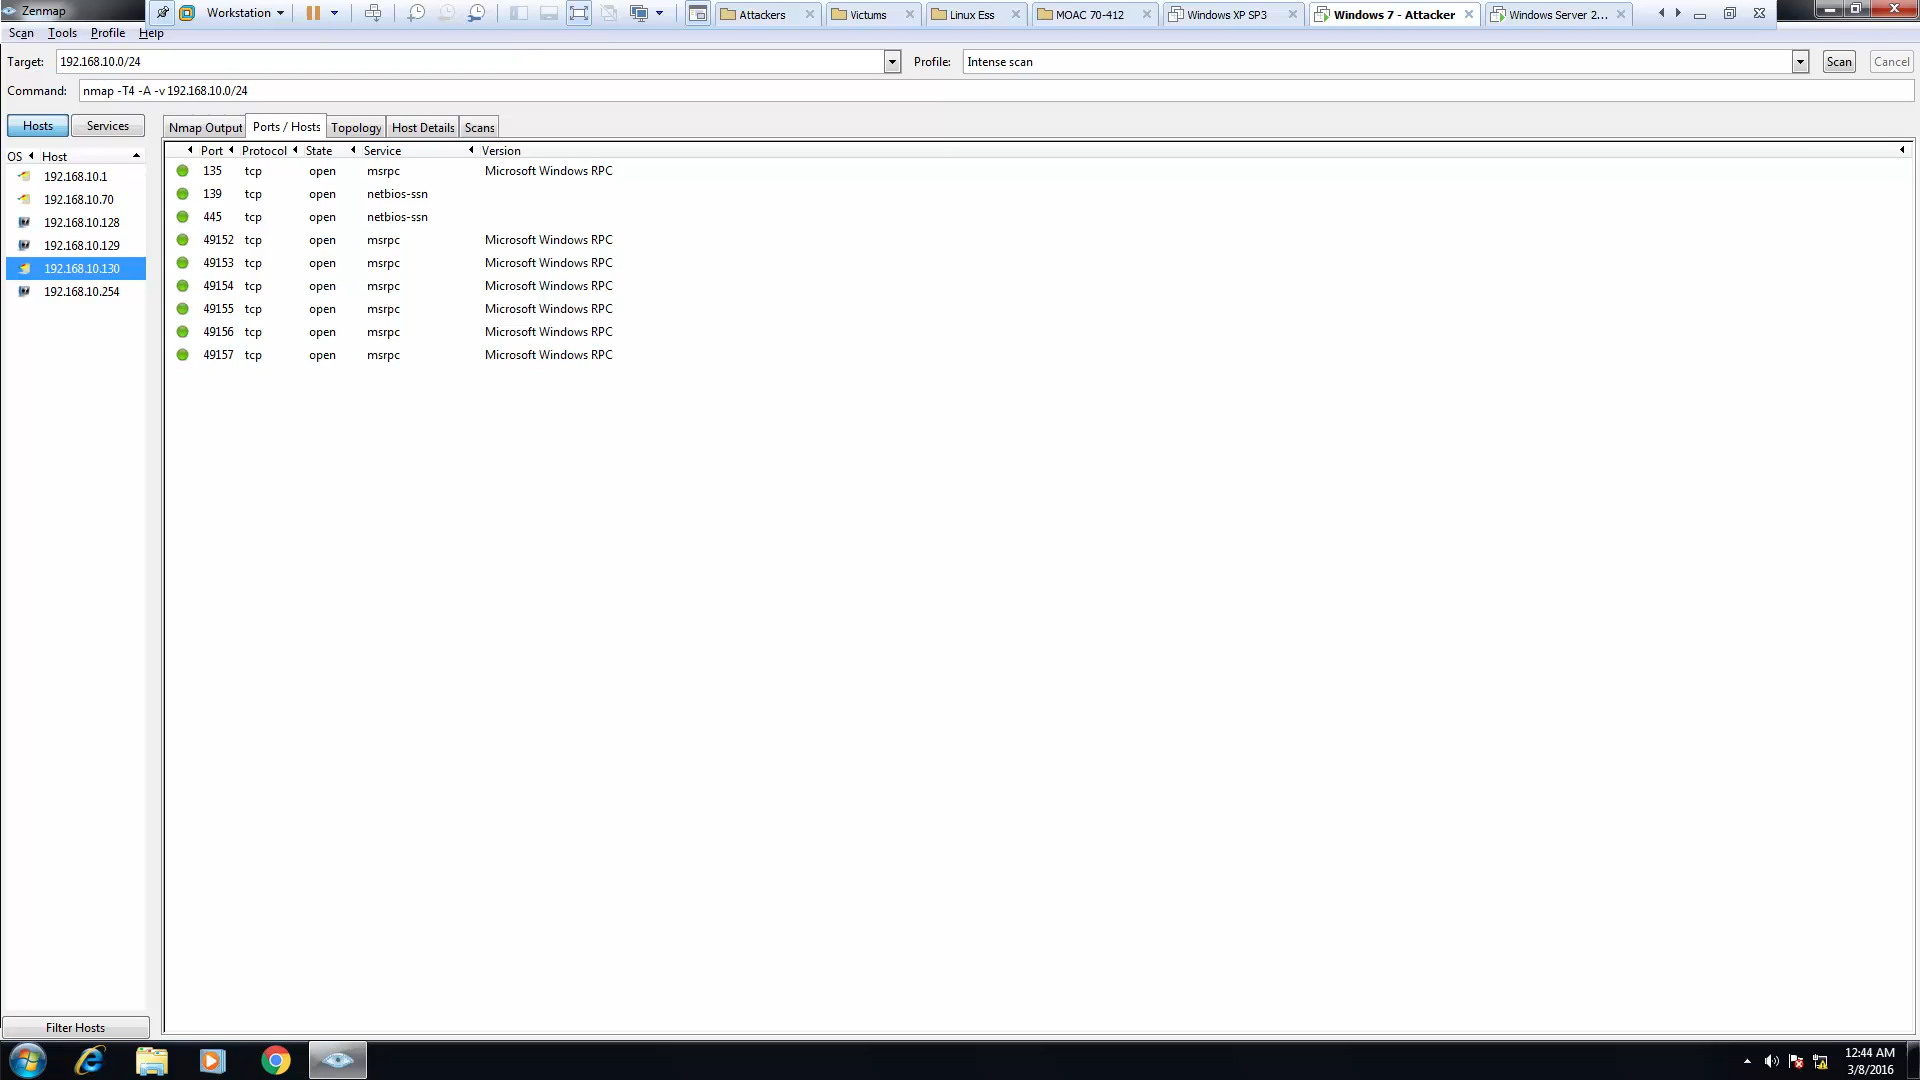 Zenmap
Workstation
Attackers
Victums
Linux Ess
MOAC 70-412
Windows XP SP3
Windows 7 - Attacker
Windows Server 2...
Scan Tools Profile Help
Target: 192.168.10.0/24 Profile: Intense scan Scan Cancel
Command: nmap -T4 -A -v 192.168.10.0/24
Hosts Services
Nmap Output Ports / Hosts Topology Host Details Scans
OS Host
192.168.10.1
192.168.10.70
192.168.10.128
192.168.10.129
192.168.10.130
192.168.10.254
Port Protocol State Service Version
135 tcp open msrpc Microsoft Windows RPC
139 tcp open netbios-ssn
445 tcp open netbios-ssn
49152 tcp open msrpc Microsoft Windows RPC
49153 tcp open msrpc Microsoft Windows RPC
49154 tcp open msrpc Microsoft Windows RPC
49155 tcp open msrpc Microsoft Windows RPC
49156 tcp open msrpc Microsoft Windows RPC
49157 tcp open msrpc Microsoft Windows RPC
Filter Hosts
12:44 AM
3/8/2016